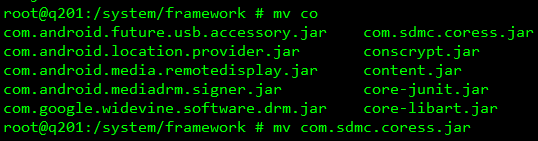 root@q201:/system/framework # mv co
com.android.future.usb.accessory.jar com.sdmc.coress.jar
com.android.location.provider.jar conscrypt.jar
com.android.media.remotedisplay.jar content.jar
com.android.mediadrm.signer.jar core-junit.jar
com.google.widevine.software.drm.jar core-libart.jar
root@q201:/system/framework # mv com.sdmc.coress.jar